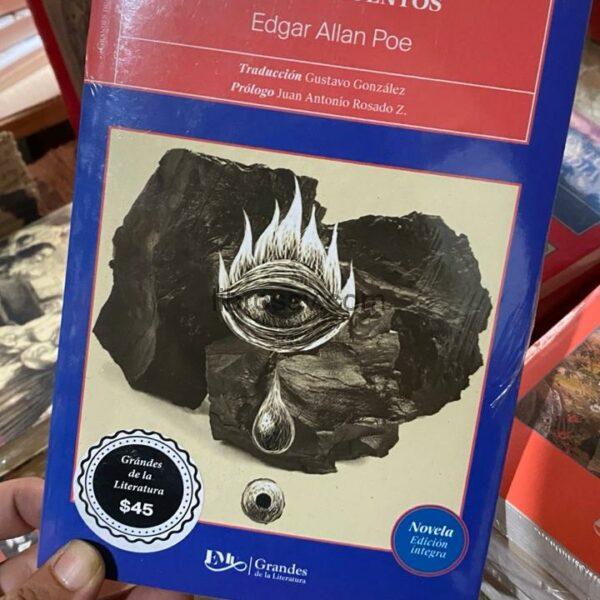 Edgar Allan Poe
Traducción Gustavo González
Prólogo Juan Antonio Rosado Z.
Grandes
de la
Literatura
$45
Novela
Edición
íntegra
EMU
Grandes
de la Literatura